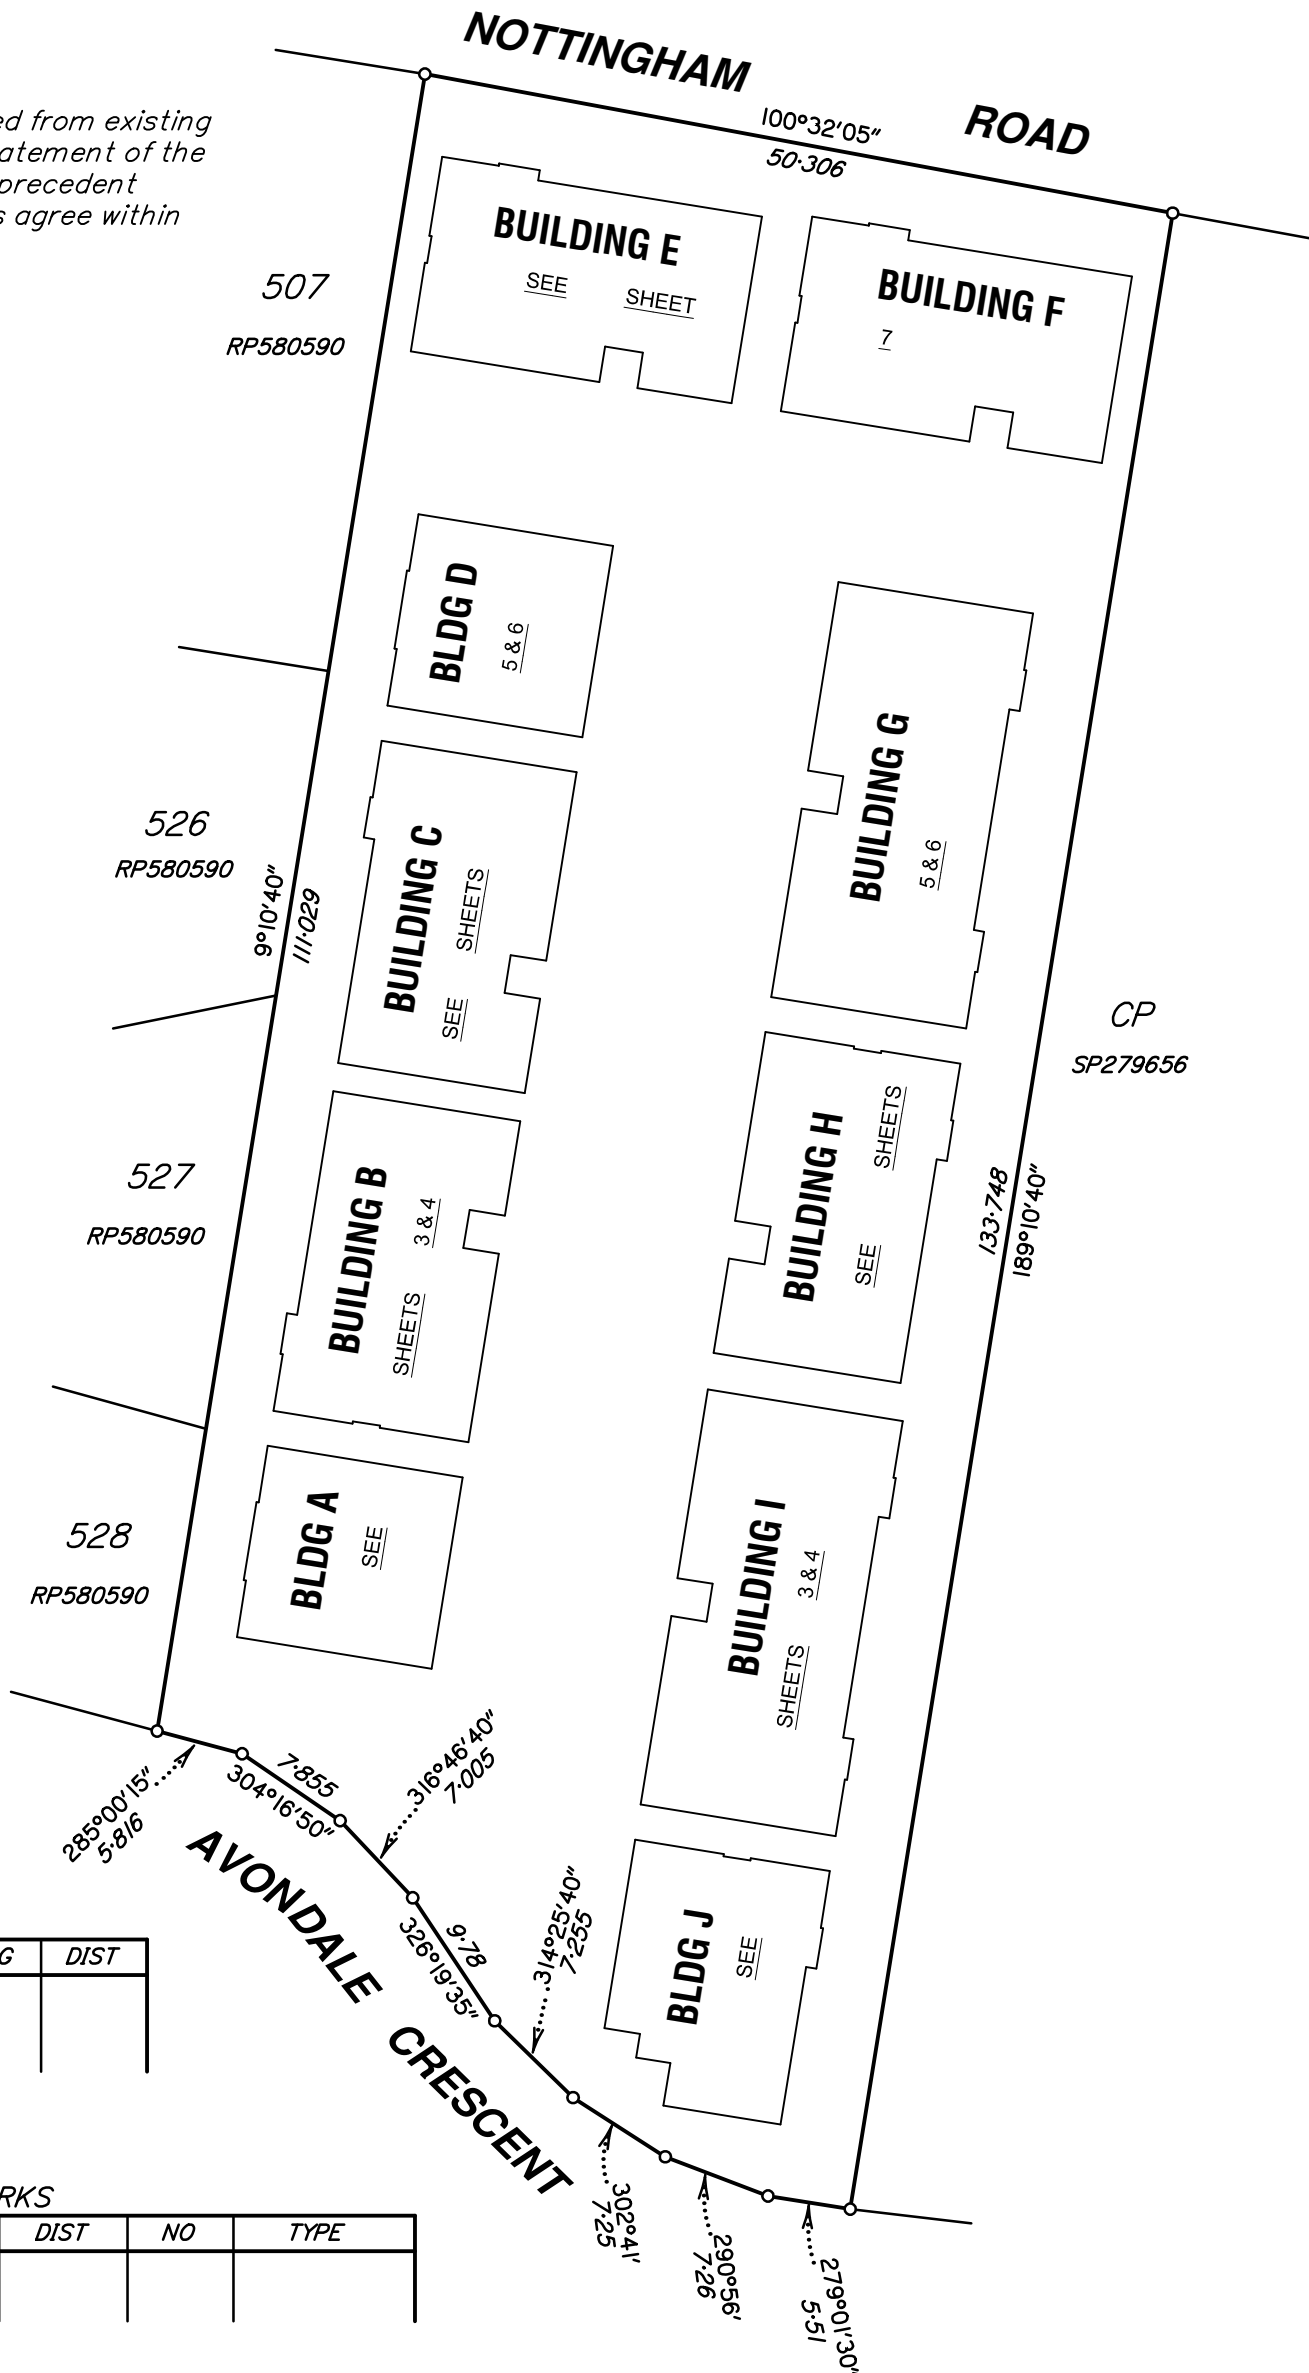 NOTTINGHAM ROAD
100°32'05"
50·306
ed from existing
atement of the
precedent
s agree within
BUILDING E
SEE SHEET
BUILDING F
7
507
RP580590
BLDG D
5 & 6
526
RP580590
9°10'40"
111·029
BUILDING C
SEE SHEETS
BUILDING G
5 & 6
CP
SP279656
527
RP580590
BUILDING B
SHEETS 3 & 4
BUILDING H
SEE SHEETS
133·748
189°10'40"
528
RP580590
BLDG A
SEE
BUILDING I
SHEETS 3 & 4
285°00'15"
5·816
7·855
304°16'50"
316°46'40"
7·005
9·78
326°19'35"
314°25'40"
7·255
BLDG J
SEE
AVONDALE CRESCENT
302°41'
7·25
290°56'
7·26
279°01'30"
5·51
G DIST
RKS
DIST NO TYPE